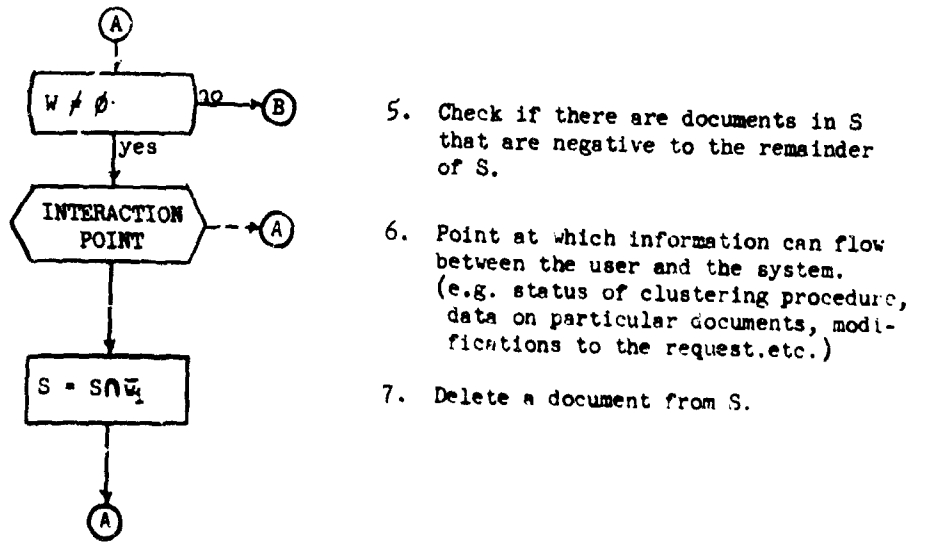 A
W ≠ ∅.
no
B
yes
INTERACTION
POINT
A
S = S∩w̅₁
A
5. Check if there are documents in S
that are negative to the remainder
of S.
6. Point at which information can flow
between the user and the system.
(e.g. status of clustering procedure,
data on particular documents, modi-
fications to the request.etc.)
7. Delete a document from S.